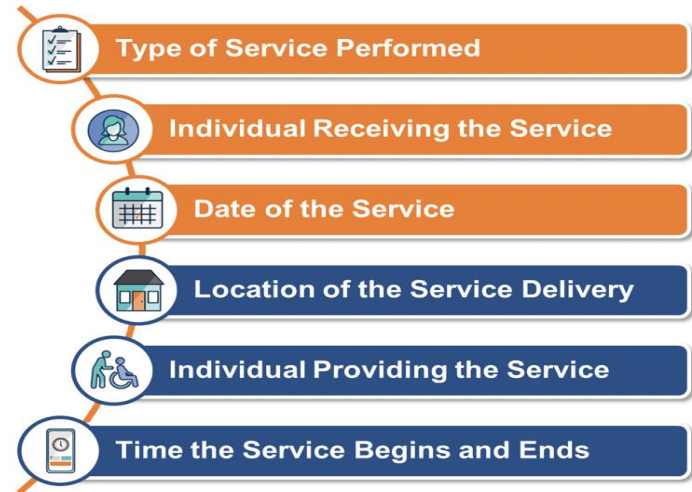 Type of Service Performed
Individual Receiving the Service
Date of the Service
Location of the Service Delivery
Individual Providing the Service
Time the Service Begins and Ends